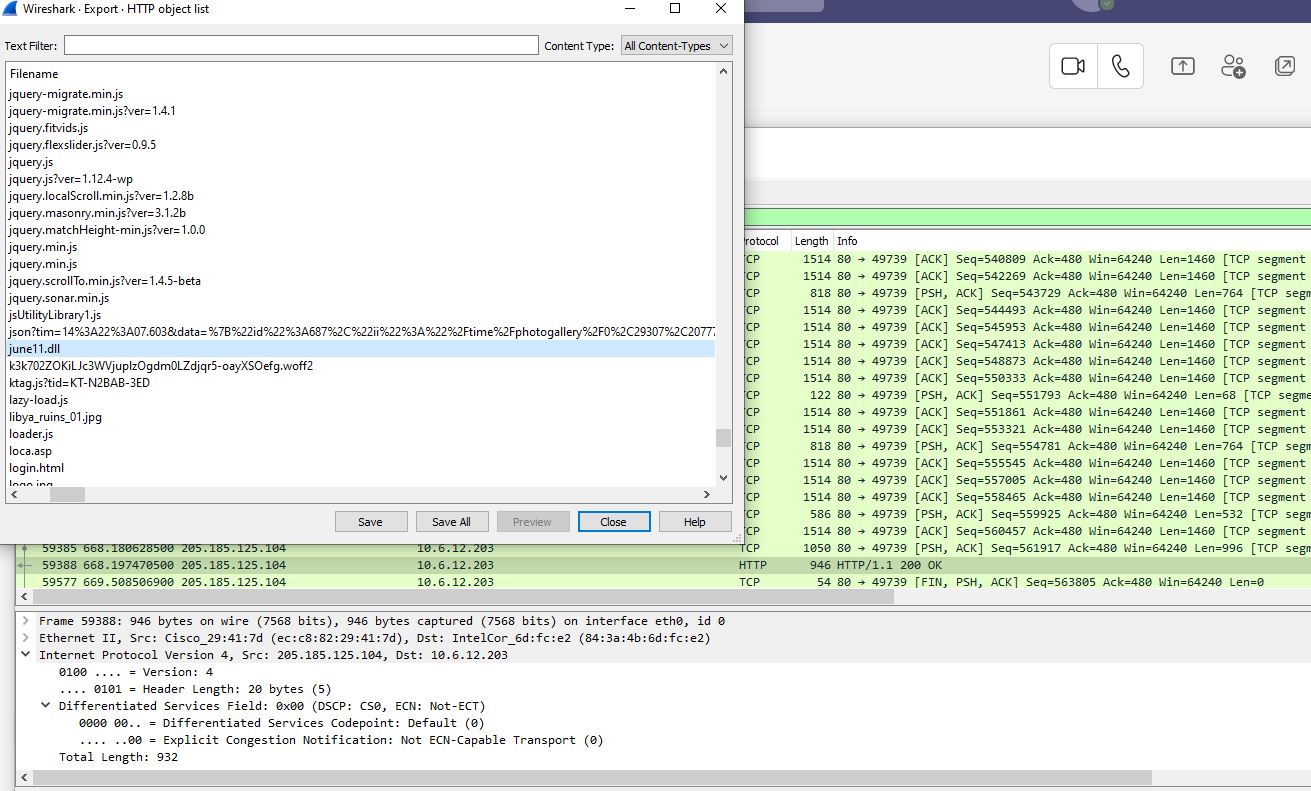 Wireshark · Export · HTTP object list
Text Filter:
Content Type: All Content-Types
Filename
jquery-migrate.min.js
jquery-migrate.min.js?ver=1.4.1
jquery.fitvids.js
jquery.flexslider.js?ver=0.9.5
jquery.js
jquery.js?ver=1.12.4-wp
jquery.localScroll.min.js?ver=1.2.8b
jquery.masonry.min.js?ver=3.1.2b
jquery.matchHeight-min.js?ver=1.0.0
jquery.min.js
jquery.min.js
jquery.scrollTo.min.js?ver=1.4.5-beta
jquery.sonar.min.js
jsUtilityLibrary1.js
json?tim=14%3A22%3A07.603&data=%7B%22id%22%3A687%2C%22ii%22%3A%22%2Ftime%2Fphotogallery%2F0%2C29307%2C20777
june11.dll
k3k702ZOKiLJc3WVjuplzOgdm0LZdjqr5-oayXSOefg.woff2
ktag.js?tid=KT-N2BAB-3ED
lazy-load.js
libya_ruins_01.jpg
loader.js
loca.asp
login.html
logo.jpg
Save Save All Preview Close Help
rotocol Length Info
CP 1514 80 → 49739 [ACK] Seq=540809 Ack=480 Win=64240 Len=1460 [TCP segment
CP 1514 80 → 49739 [ACK] Seq=542269 Ack=480 Win=64240 Len=1460 [TCP segment
CP 818 80 → 49739 [PSH, ACK] Seq=543729 Ack=480 Win=64240 Len=764 [TCP segm
CP 1514 80 → 49739 [ACK] Seq=544493 Ack=480 Win=64240 Len=1460 [TCP segment
CP 1514 80 → 49739 [ACK] Seq=545953 Ack=480 Win=64240 Len=1460 [TCP segment
CP 1514 80 → 49739 [ACK] Seq=547413 Ack=480 Win=64240 Len=1460 [TCP segment
CP 1514 80 → 49739 [ACK] Seq=548873 Ack=480 Win=64240 Len=1460 [TCP segment
CP 1514 80 → 49739 [ACK] Seq=550333 Ack=480 Win=64240 Len=1460 [TCP segment
CP 122 80 → 49739 [PSH, ACK] Seq=551793 Ack=480 Win=64240 Len=68 [TCP segme
CP 1514 80 → 49739 [ACK] Seq=551861 Ack=480 Win=64240 Len=1460 [TCP segment
CP 1514 80 → 49739 [ACK] Seq=553321 Ack=480 Win=64240 Len=1460 [TCP segment
CP 818 80 → 49739 [PSH, ACK] Seq=554781 Ack=480 Win=64240 Len=764 [TCP segm
CP 1514 80 → 49739 [ACK] Seq=555545 Ack=480 Win=64240 Len=1460 [TCP segment
CP 1514 80 → 49739 [ACK] Seq=557005 Ack=480 Win=64240 Len=1460 [TCP segment
CP 1514 80 → 49739 [ACK] Seq=558465 Ack=480 Win=64240 Len=1460 [TCP segment
CP 586 80 → 49739 [PSH, ACK] Seq=559925 Ack=480 Win=64240 Len=532 [TCP segm
CP 1514 80 → 49739 [ACK] Seq=560457 Ack=480 Win=64240 Len=1460 [TCP segment
59385 668.180628500 205.185.125.104 10.6.12.203 TCP 1050 80 → 49739 [PSH, ACK] Seq=561917 Ack=480 Win=64240 Len=996 [TCP segm
59388 668.197470500 205.185.125.104 10.6.12.203 HTTP 946 HTTP/1.1 200 OK
59577 669.508506900 205.185.125.104 10.6.12.203 TCP 54 80 → 49739 [FIN, PSH, ACK] Seq=563805 Ack=480 Win=64240 Len=0
Frame 59388: 946 bytes on wire (7568 bits), 946 bytes captured (7568 bits) on interface eth0, id 0
Ethernet II, Src: Cisco_29:41:7d (ec:c8:82:29:41:7d), Dst: IntelCor_6d:fc:e2 (84:3a:4b:6d:fc:e2)
Internet Protocol Version 4, Src: 205.185.125.104, Dst: 10.6.12.203
0100 .... = Version: 4
.... 0101 = Header Length: 20 bytes (5)
Differentiated Services Field: 0x00 (DSCP: CS0, ECN: Not-ECT)
0000 00.. = Differentiated Services Codepoint: Default (0)
.... ..00 = Explicit Congestion Notification: Not ECN-Capable Transport (0)
Total Length: 932